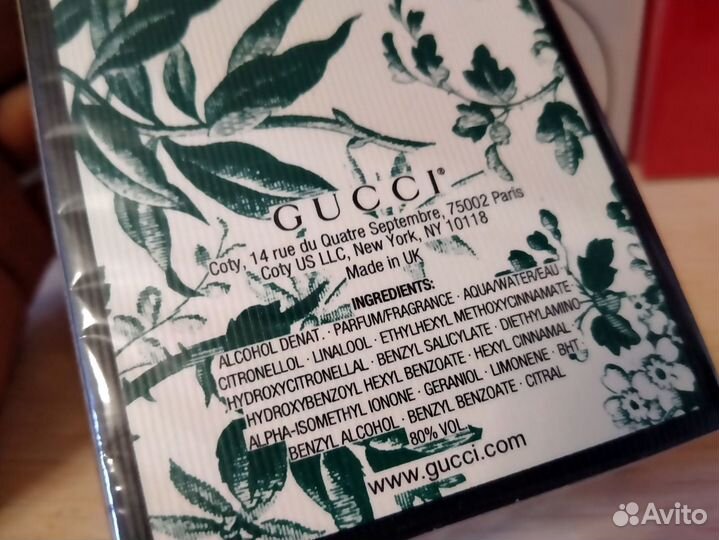 GUCCI®
Coty, 14 rue du Quatre Septembre, 75002 Paris
Coty US LLC, New York, NY 10118
Made in UK
INGREDIENTS:
ALCOHOL DENAT. · PARFUM/FRAGRANCE · AQUA/WATER/EAU
CITRONELLOL · LINALOOL · ETHYLHEXYL METHOXYCINNAMATE ·
HYDROXYCITRONELLAL · BENZYL SALICYLATE · DIETHYLAMINO
HYDROXYBENZOYL HEXYL BENZOATE · HEXYL CINNAMAL ·
ALPHA-ISOMETHYL IONONE · GERANIOL · LIMONENE · BHT
BENZYL ALCOHOL · BENZYL BENZOATE · CITRAL
80% VOL.
www.gucci.com
Avito